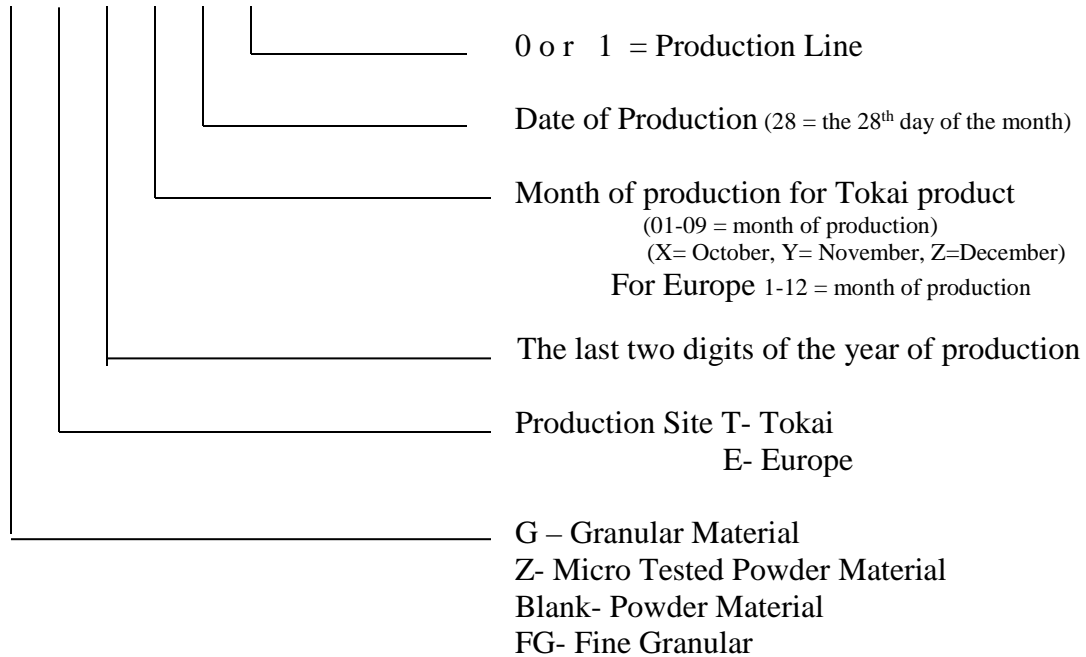 0 o r 1 = Production Line
Date of Production (28 = the 28th day of the month)
Month of production for Tokai product
(01-09 = month of production)
(X= October, Y= November, Z=December)
For Europe 1-12 = month of production
The last two digits of the year of production
Production Site T- Tokai
E- Europe
G – Granular Material
Z- Micro Tested Powder Material
Blank- Powder Material
FG- Fine Granular